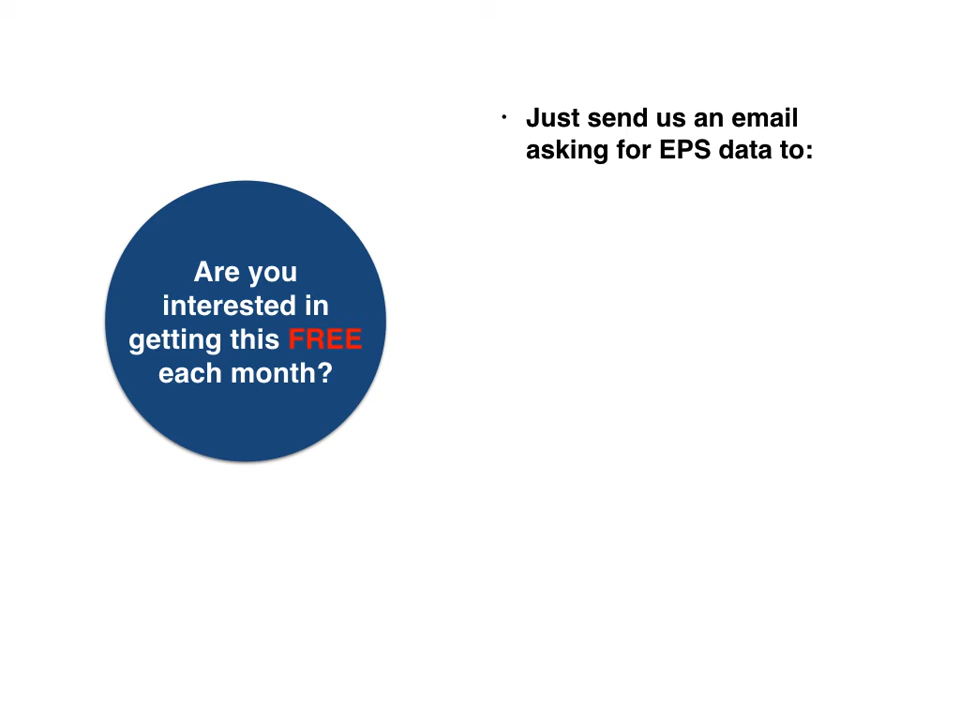 Are you
interested in
getting this FREE
each month?
• Just send us an email
asking for EPS data to: